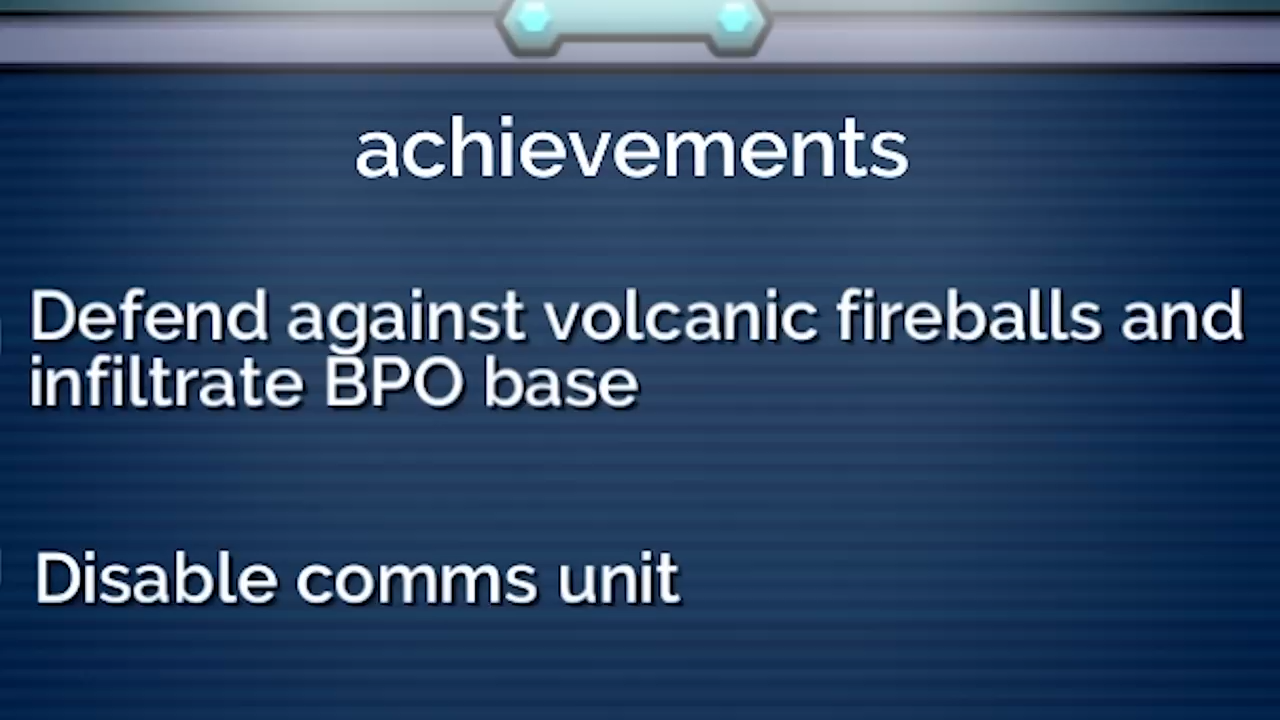 achievements
Defend against volcanic fireballs and
infiltrate BPO base
Disable comms unit